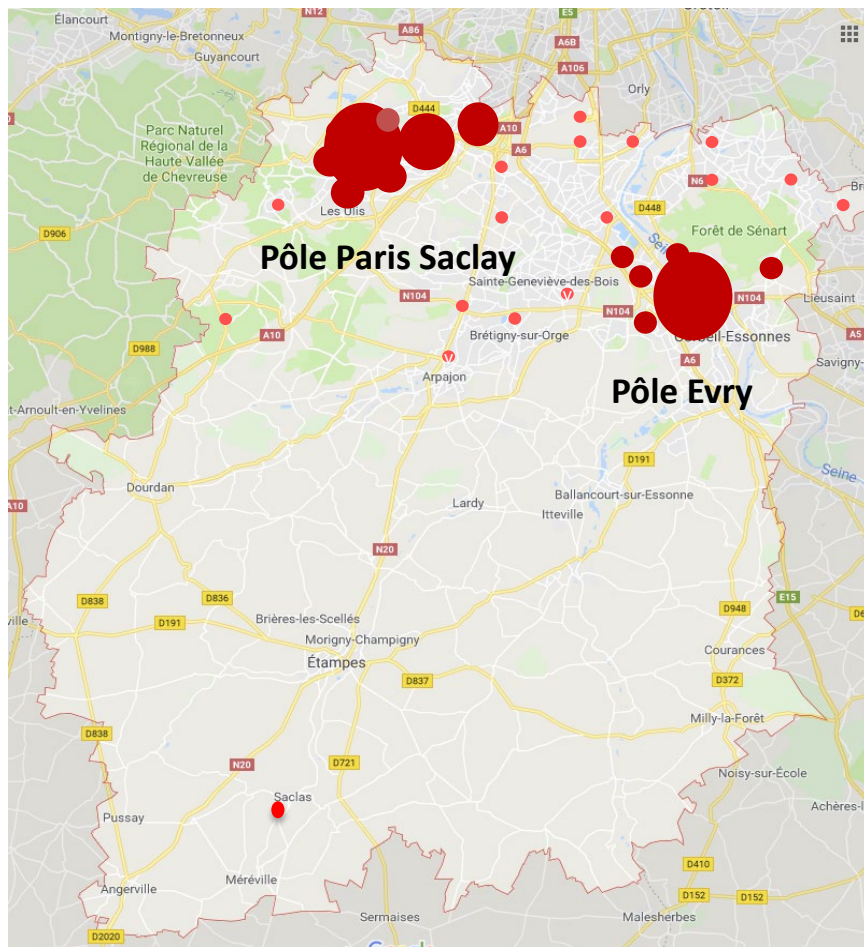 Élancourt
N12
A86
E5
Montigny-le-Bretonneux
A6B
Guyancourt
A106
Orly
D444
A10
Parc Naturel
Régional de la
Haute Vallée
de Chevreuse
A6
N6
Les Ulis
D448
D906
Forêt de Sénart
Pôle Paris Saclay
Sainte-Geneviève-des-Bois
V
N104
N104
N104
Lieusaint
A10
Brétigny-sur-Orge
A5
D988
V
A6
Savigny-
Arpajon
Pôle Evry
D191
Seine
Dourdan
Ballancourt-sur-Essonne
Lardy
A10
Itteville
N20
D838
D836
E15
D191
Brières-les-Scellés
D948
Morigny-Champigny
Courances
Étampes
D837
D372
Milly-la-Forêt
D838
N20
D721
Noisy-sur-École
Saclas
Pussay
Achères-l
D410
Méréville
Angerville
D152
D152
Sermaises
Malesherbes
D2020